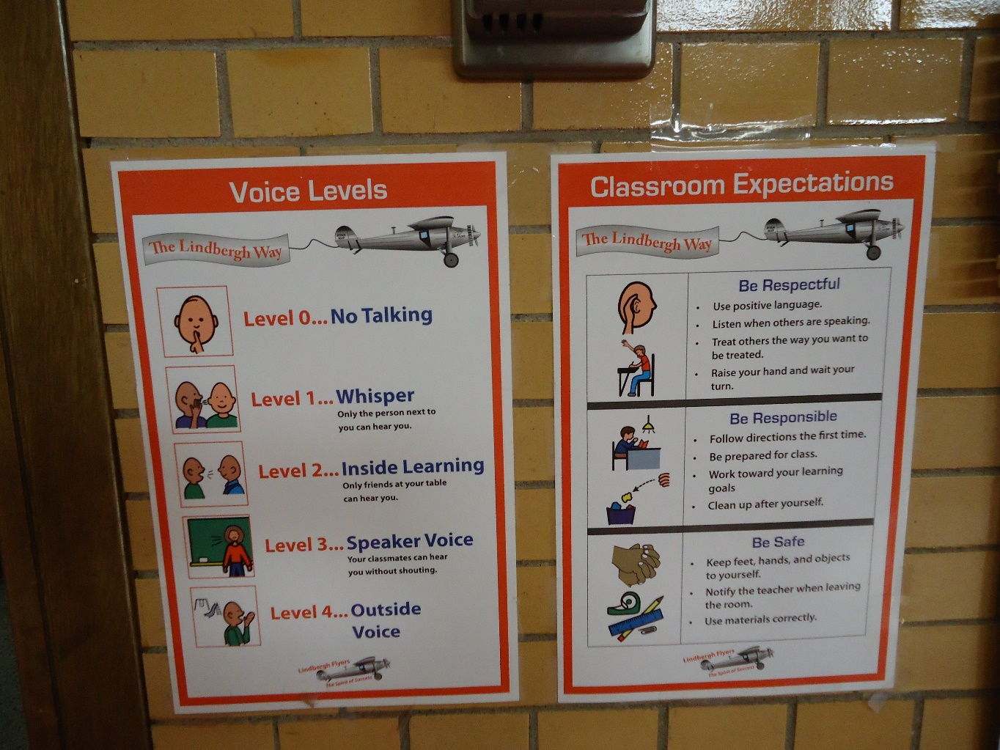 Voice Levels
The Lindbergh Way
Level 0... No Talking
Level 1... Whisper
Only the person next to
you can hear you.
Level 2... Inside Learning
Only friends at your table
can hear you.
Level 3... Speaker Voice
Your classmates can hear
you without shouting.
Level 4... Outside
Voice
Lindbergh Flyers
The Spirit of Success
Classroom Expectations
The Lindbergh Way
Be Respectful
• Use positive language.
• Listen when others are speaking.
• Treat others the way you want to
be treated.
• Raise your hand and wait your
turn.
Be Responsible
• Follow directions the first time.
• Be prepared for class.
• Work toward your learning
goals
• Clean up after yourself.
Be Safe
• Keep feet, hands, and objects
to yourself.
• Notify the teacher when leaving
the room.
• Use materials correctly.
Lindbergh Flyers
The Spirit of Success